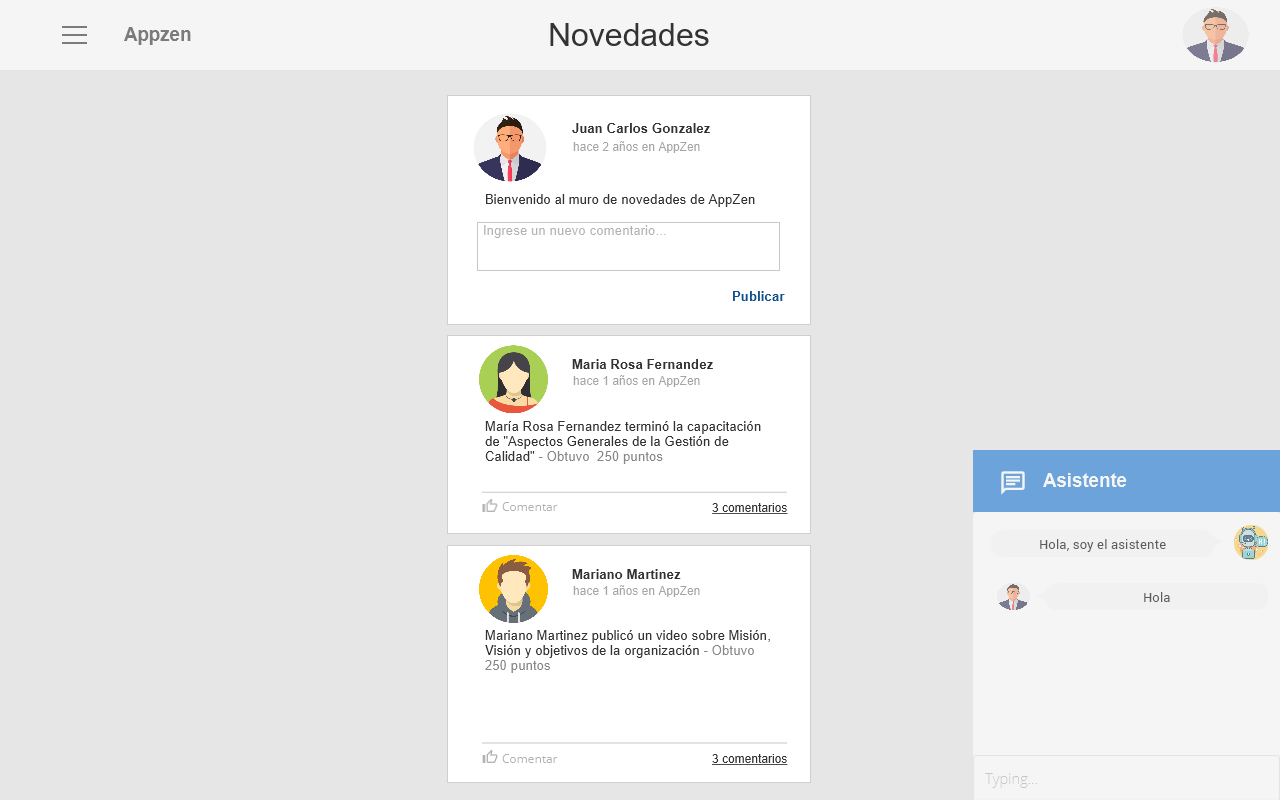 Appzen
Novedades
Juan Carlos Gonzalez
hace 2 años en AppZen
Bienvenido al muro de novedades de AppZen
Ingrese un nuevo comentario...
Publicar
Maria Rosa Fernandez
hace 1 años en AppZen
María Rosa Fernandez terminó la capacitación
de "Aspectos Generales de la Gestión de
Calidad" - Obtuvo 250 puntos
Comentar
3 comentarios
Mariano Martinez
hace 1 años en AppZen
Mariano Martinez publicó un video sobre Misión,
Visión y objetivos de la organización - Obtuvo
250 puntos
Comentar
3 comentarios
Asistente
Hola, soy el asistente
Hola
Typing...